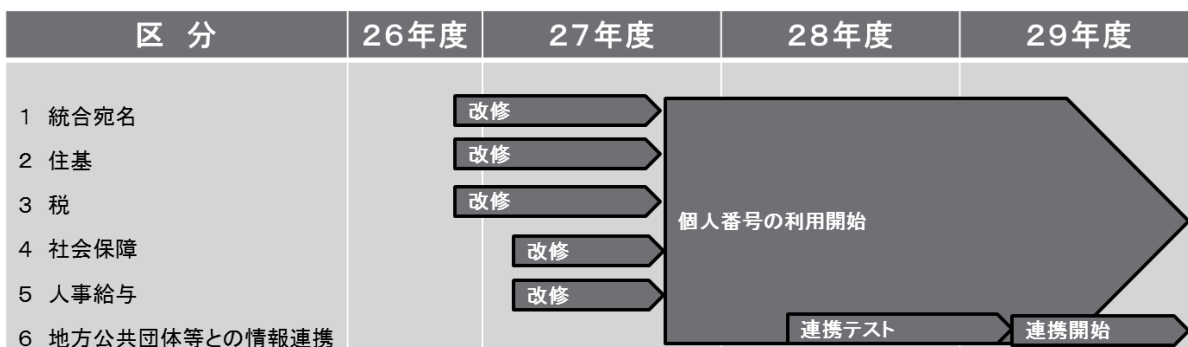 区 分 26年度 27年度 28年度 29年度
1 統合宛名 改修
2 住基 改修
3 税 改修
個人番号の利用開始
4 社会保障 改修
5 人事給与 改修
6 地方公共団体等との情報連携 連携テスト 連携開始